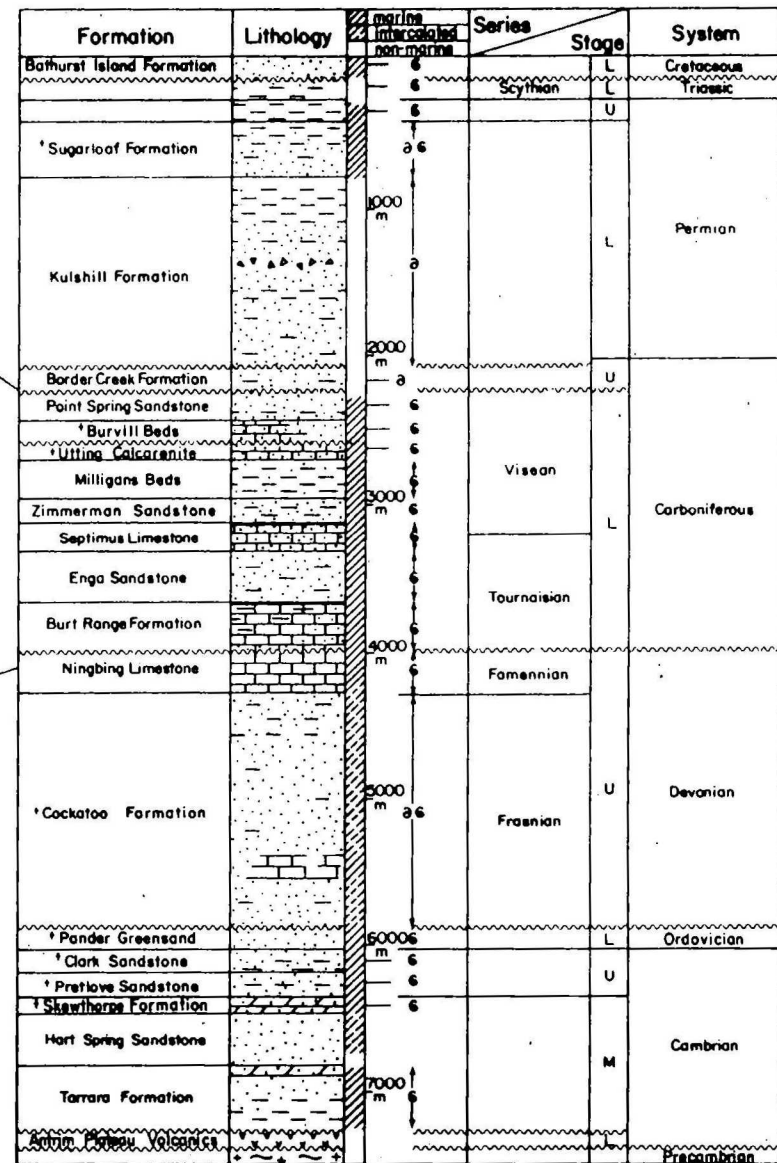 Formation Lithology marine Series System
intercalated
non-marine Stage
Bathurst Island Formation L Cretaceous
Scythian L Triassic
U
†Sugarloaf Formation
1000
m
L Permian
Kulshill Formation
2000
m
Border Creek Formation U
Point Spring Sandstone
†Burvill Beds
†Utting Calcarenite
Visean
Milligans Beds
3000
m
Zimmerman Sandstone L Carboniferous
Septimus Limestone
Enga Sandstone
Tournaisian
Burt Range Formation
4000
m
Ningbing Limestone Famennian
5000
m
†Cockatoo Formation Frasnian U Devonian
†Pander Greensand 6000 L Ordovician
m
†Clark Sandstone
U
†Pretlove Sandstone
†Skewthorpe Formation
Hart Spring Sandstone Cambrian
M
7000
m
Tarrara Formation
Antrim Plateau Volcanics L
Precambrian